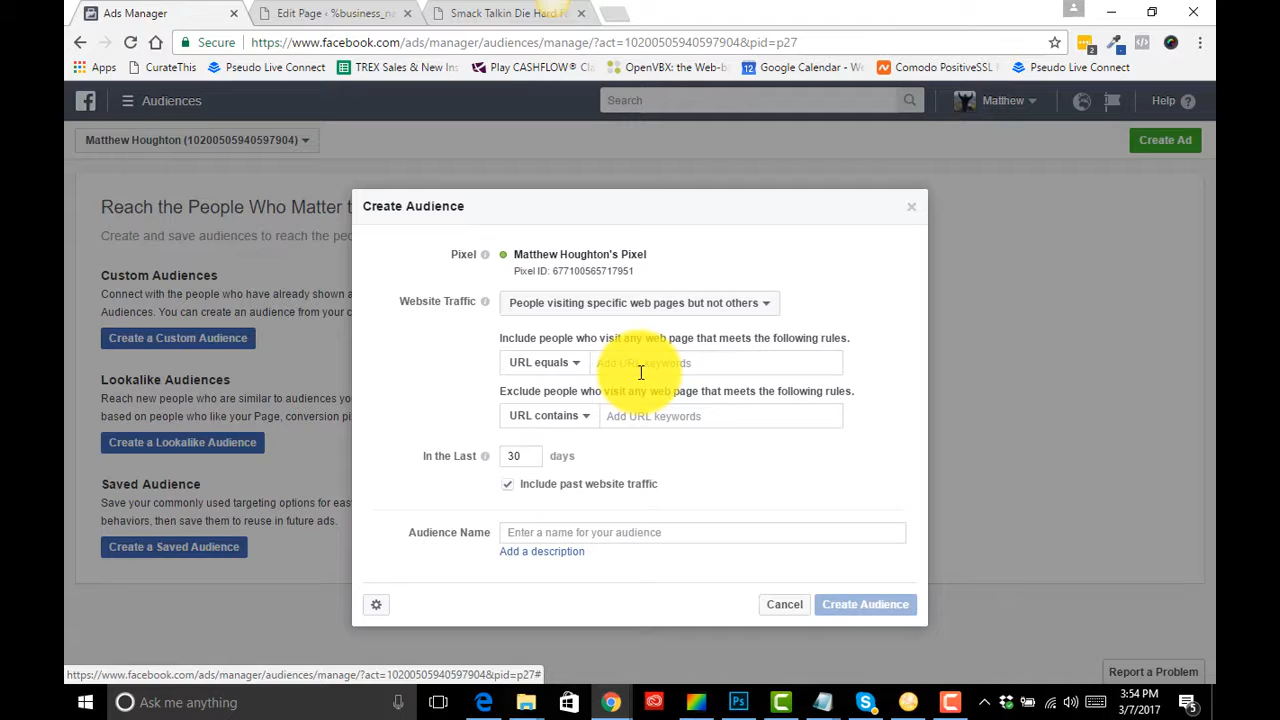 Ads Manager
Edit Page < %business_na
Smack Talkin Die Hard
Secure
https://www.facebook.com/ads/manager/audiences/manage/?act=10200505940597904&pid=p27
2
1
Apps
CurateThis
Pseudo Live Connect
TREX Sales & New In
Play CASHFLOW® Cl
OpenVBX: the Web-b
12
Google Calendar - We
Comodo PositiveSSL
Pseudo Live Connect
Audiences
Search
Matthew
Help
Matthew Houghton (10200505940597904)
Create Ad
Reach the People Who Matter t
Create and save audiences to reach the peo
Custom Audiences
Connect with the people who have already shown a
Audiences. You can create an audience from your c
Create a Custom Audience
Lookalike Audiences
Reach new people who are similar to audiences you
based on people who like your Page, conversion pi
Create a Lookalike Audience
Saved Audience
Save your commonly used targeting options for eas
behaviors, then save them to reuse in future ads.
Create a Saved Audience
Create Audience
Pixel
Matthew Houghton's Pixel
Pixel ID: 677100565717951
Website Traffic
People visiting specific web pages but not others
Include people who visit any web page that meets the following rules.
URL equals
Add URL keywords
Exclude people who visit any web page that meets the following rules.
URL contains
Add URL keywords
In the Last
30
days
Include past website traffic
Audience Name
Enter a name for your audience
Add a description
Cancel
Create Audience
https://www.facebook.com/ads/manager/audiences/manage/?act=10200505940597904&pid=p27#
Report a Problem
Ask me anything
3:54 PM
3/7/2017
5